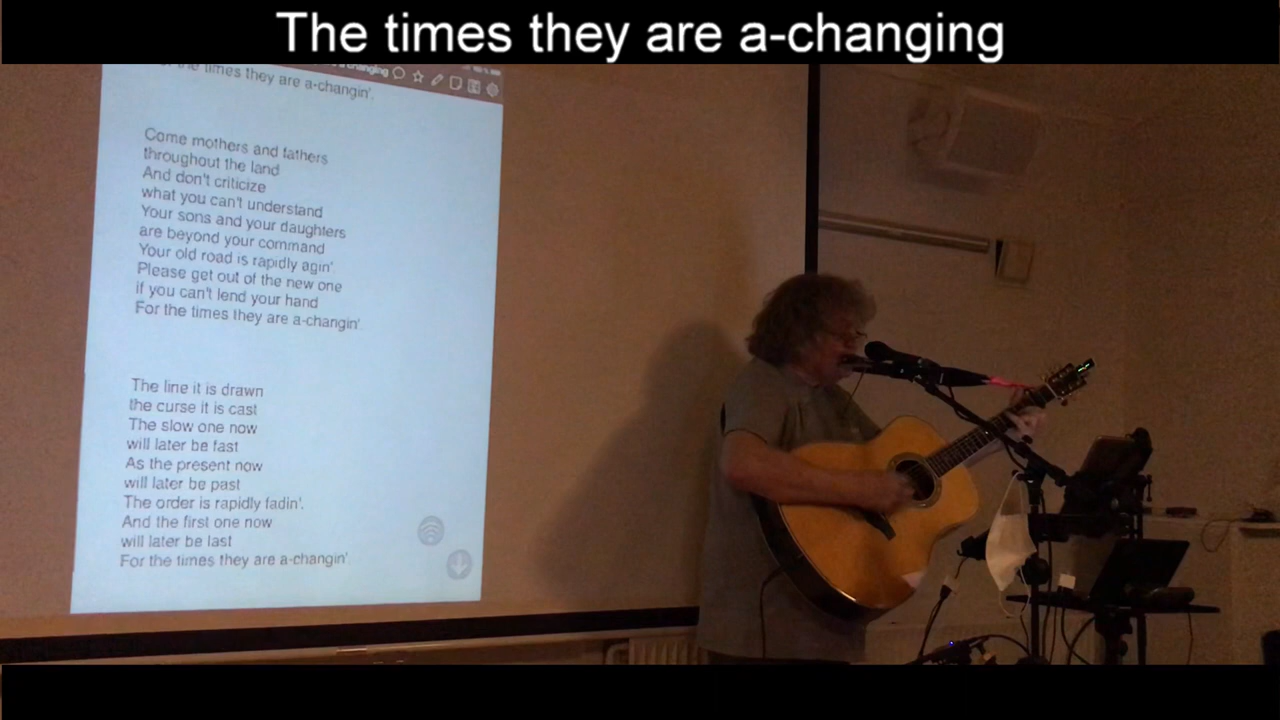 The times they are a-changing
the times they are a-changin'.
Come mothers and fathers
throughout the land
And don't criticize
what you can't understand
Your sons and your daughters
are beyond your command
Your old road is rapidly agin'
Please get out of the new one
if you can't lend your hand
For the times they are a-changin'.
The line it is drawn
the curse it is cast
The slow one now
will later be fast
As the present now
will later be past
The order is rapidly fadin'.
And the first one now
will later be last
For the times they are a-changin'